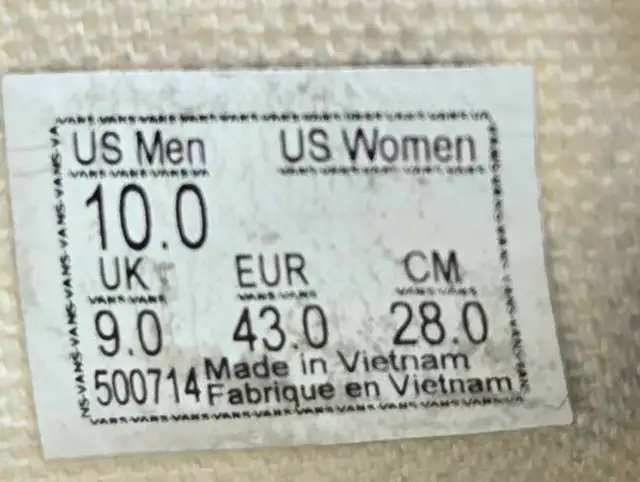 US Men US Women
10.0
UK EUR CM
9.0 43.0 28.0
500714 Made in Vietnam
Fabrique en Vietnam